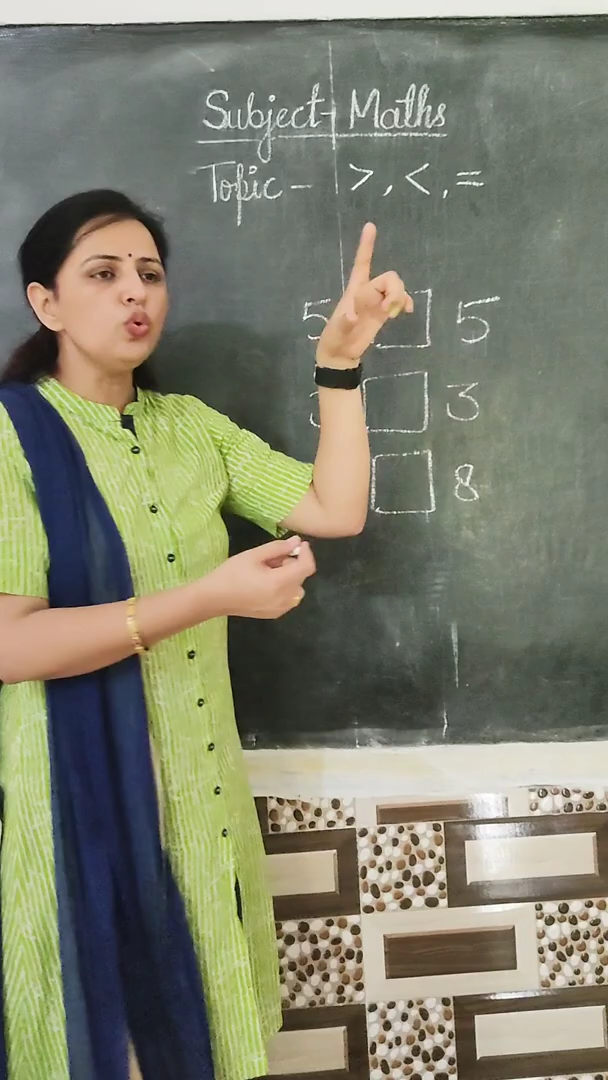 Subject- Maths
Topic - >, <, =
5 5
3
8